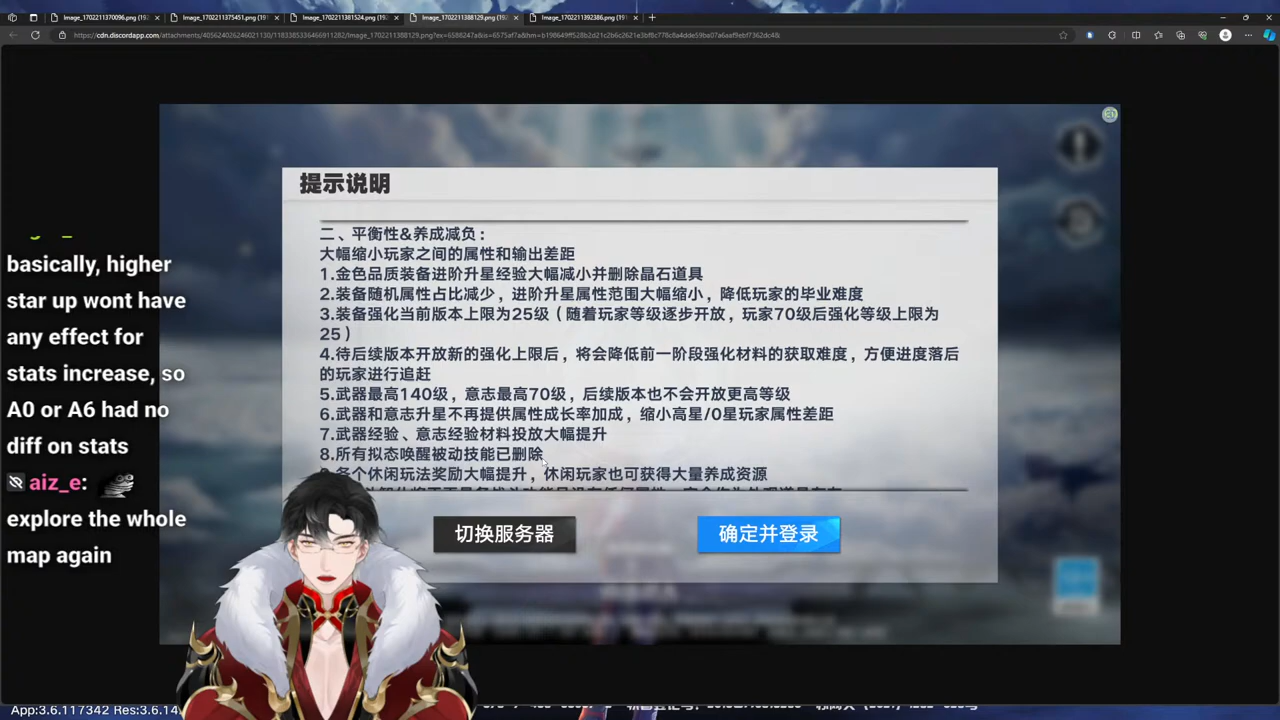 Image_1702211370096.png (192
Image_1702211375451.png (191
Image_1702211381524.png (192
Image_1702211388129.png (191
Image_1702211392386.png (191
提示说明
二、平衡性&养成减负：
大幅缩小玩家之间的属性和输出差距
1.金色品质装备进阶升星经验大幅减小并删除晶石道具
2.装备随机属性占比减少，进阶升星属性范围大幅缩小，降低玩家的毕业难度
3.装备强化当前版本上限为25级（随着玩家等级逐步开放，玩家70级后强化等级上限为
25）
4.待后续版本开放新的强化上限后，将会降低前一阶段强化材料的获取难度，方便进度落后
的玩家进行追赶
5.武器最高140级，意志最高70级，后续版本也不会开放更高等级
6.武器和意志升星不再提供属性成长率加成，缩小高星/0星玩家属性差距
7.武器经验、意志经验材料投放大幅提升
8.所有拟态唤醒被动技能已删除
各个休闲玩法奖励大幅提升，休闲玩家也可获得大量养成资源
切换服务器
确定并登录
basically, higher
star up wont have
any effect for
stats increase, so
A0 or A6 had no
diff on stats
aiz_e:
explore the whole
map again
App:3.6.117342 Res:3.6.14